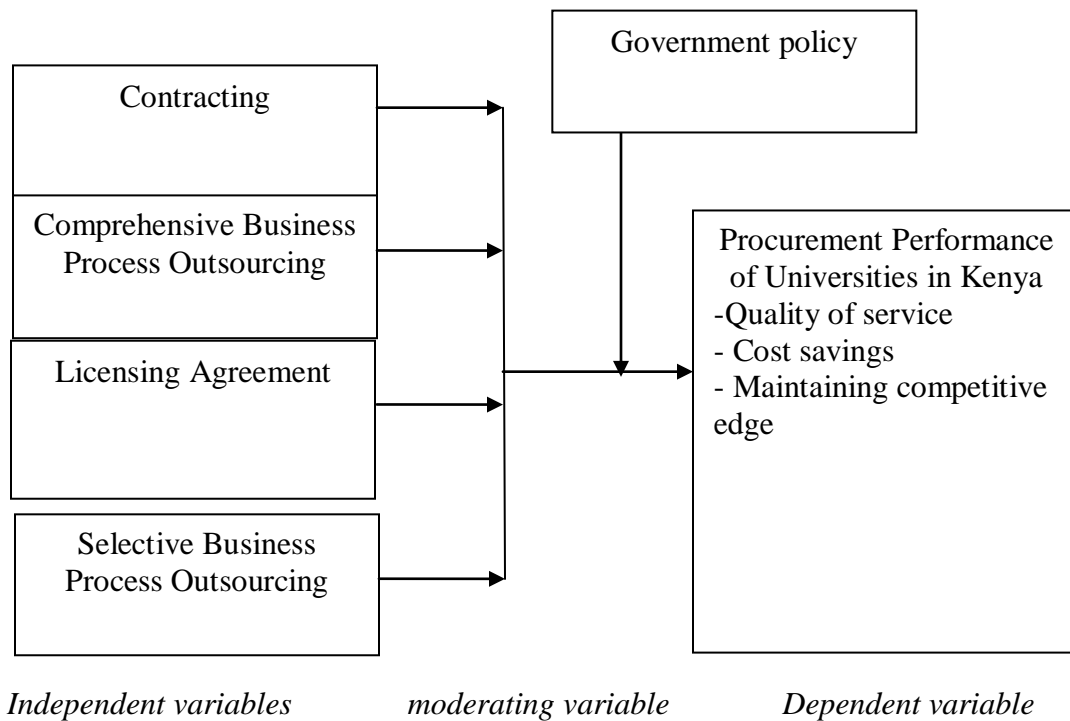 Government policy
Contracting
Comprehensive Business
Process Outsourcing
Licensing Agreement
Selective Business
Process Outsourcing
Procurement Performance
of Universities in Kenya
-Quality of service
- Cost savings
- Maintaining competitive
edge
Independent variables
moderating variable
Dependent variable